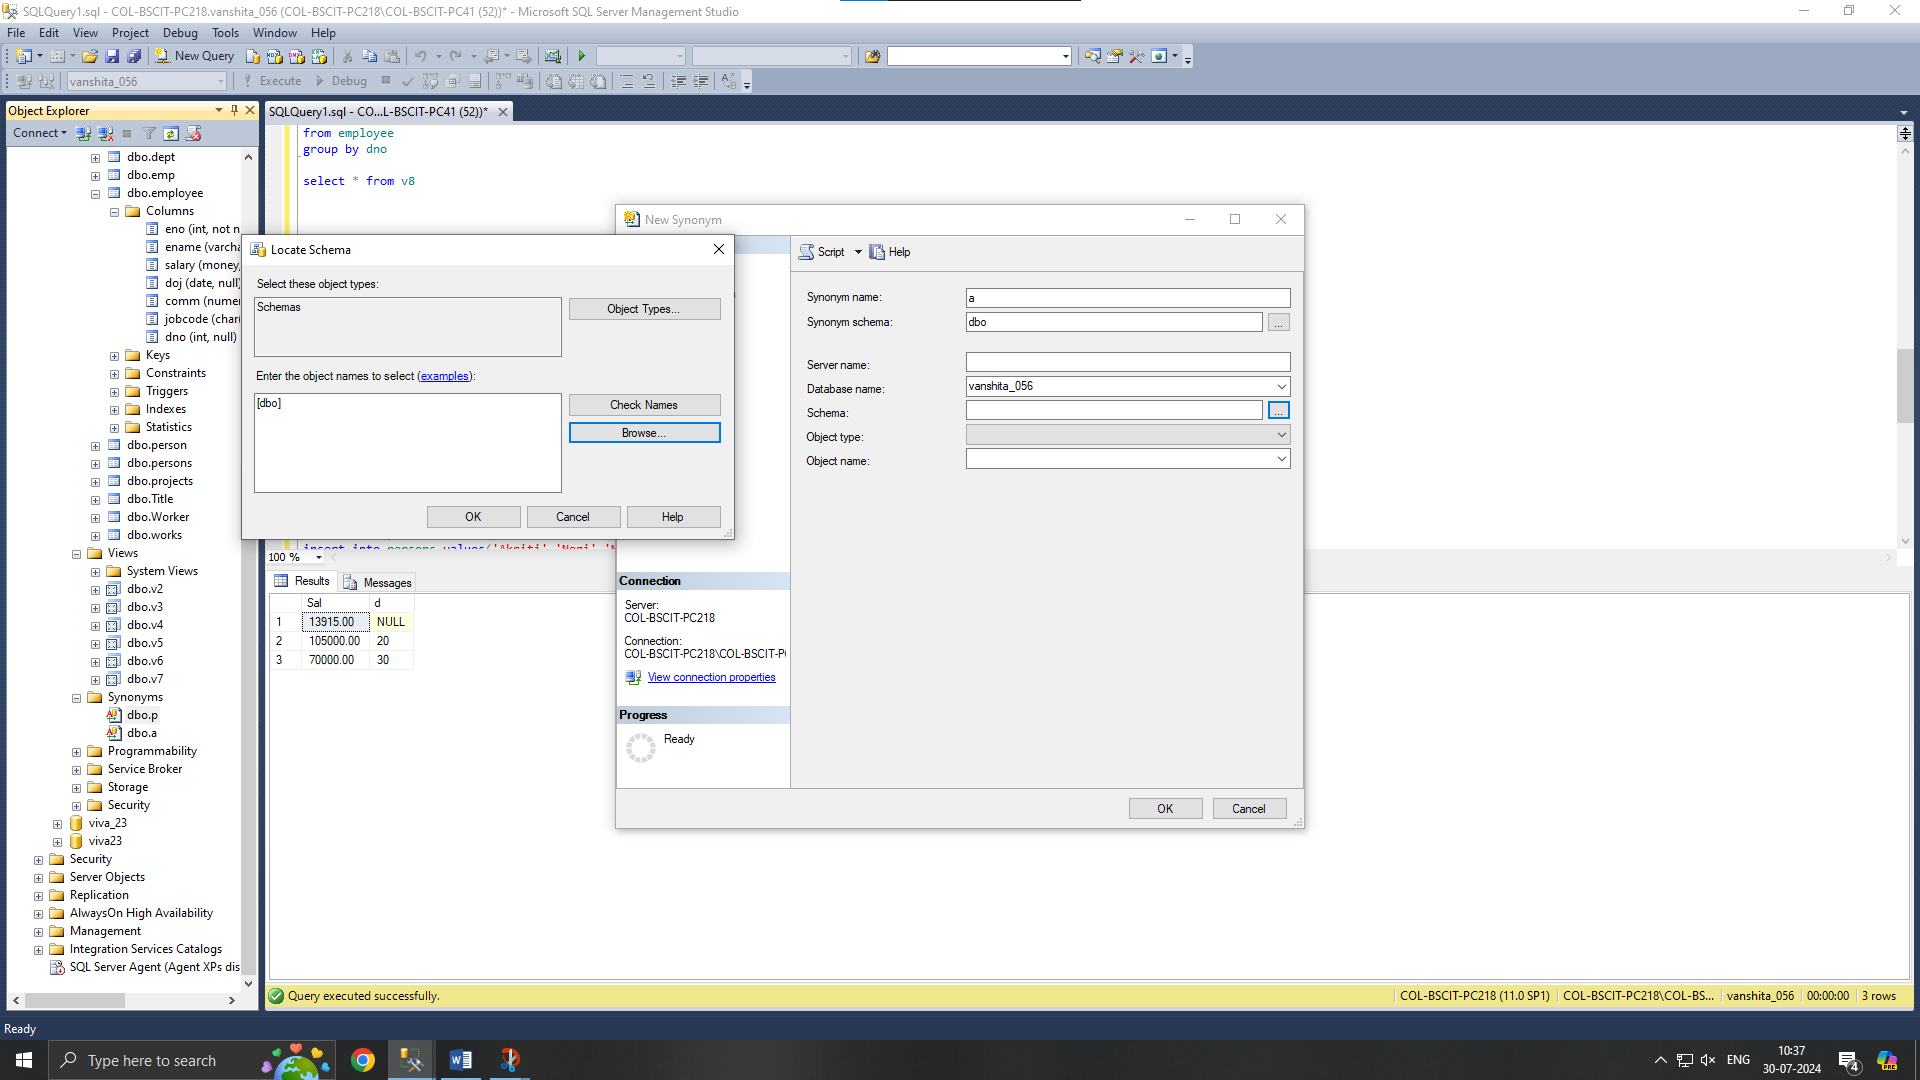 SQLQuery1.sql - COL-BSCIT-PC218.vanshita_056 (COL-BSCIT-PC218\COL-BSCIT-PC41 (52))* - Microsoft SQL Server Management Studio
File Edit View Project Debug Tools Window Help
New Query
vanshita_056 Execute Debug
Object Explorer
Connect
dbo.dept
dbo.emp
dbo.employee
Columns
eno (int, not n
ename (varcha
salary (money,
doj (date, null)
comm (numer
jobcode (char(
dno (int, null)
Keys
Constraints
Triggers
Indexes
Statistics
dbo.person
dbo.persons
dbo.projects
dbo.Title
dbo.Worker
dbo.works
Views
System Views
dbo.v2
dbo.v3
dbo.v4
dbo.v5
dbo.v6
dbo.v7
Synonyms
dbo.p
dbo.a
Programmability
Service Broker
Storage
Security
viva_23
viva23
Security
Server Objects
Replication
AlwaysOn High Availability
Management
Integration Services Catalogs
SQL Server Agent (Agent XPs dis
SQLQuery1.sql - CO...L-BSCIT-PC41 (52))*
from employee
group by dno
select * from v8
Locate Schema
Select these object types:
Schemas
Object Types...
Enter the object names to select (examples):
[dbo]
Check Names
Browse...
OK Cancel Help
New Synonym
Script Help
Synonym name: a
Synonym schema: dbo ...
Server name:
Database name: vanshita_056
Schema: ...
Object type:
Object name:
Connection
Server:
COL-BSCIT-PC218
Connection:
COL-BSCIT-PC218\COL-BSCIT-P
View connection properties
Progress
Ready
OK Cancel
insert into persons values('Akriti','Negi','
100 %
Results Messages
Sal d
1 13915.00 NULL
2 105000.00 20
3 70000.00 30
Query executed successfully.
COL-BSCIT-PC218 (11.0 SP1) COL-BSCIT-PC218\COL-BS... vanshita_056 00:00:00 3 rows
Ready
Type here to search
ENG
10:37
30-07-2024
4
PRE